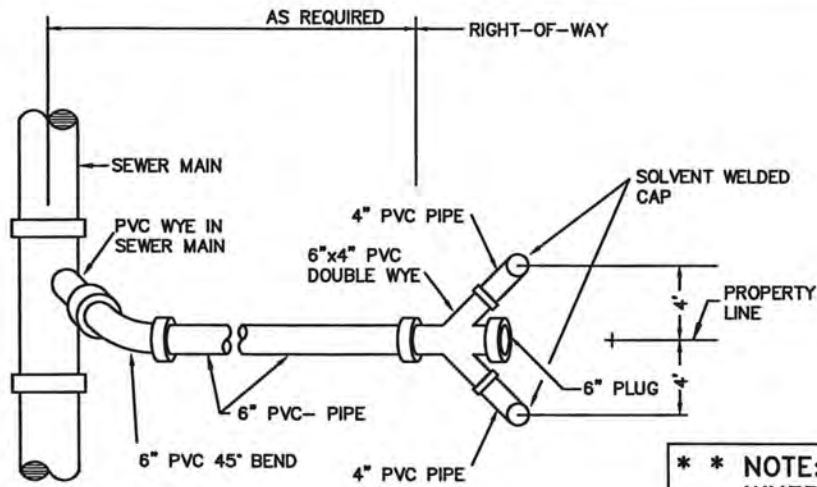 AS REQUIRED
RIGHT-OF-WAY
SEWER MAIN
SOLVENT WELDED
CAP
4" PVC PIPE
PVC WYE IN
SEWER MAIN
6"x4" PVC
DOUBLE WYE
4'
PROPERTY
LINE
4'
6" PLUG
6" PVC- PIPE
6" PVC 45° BEND
4" PVC PIPE
* * NOTE: